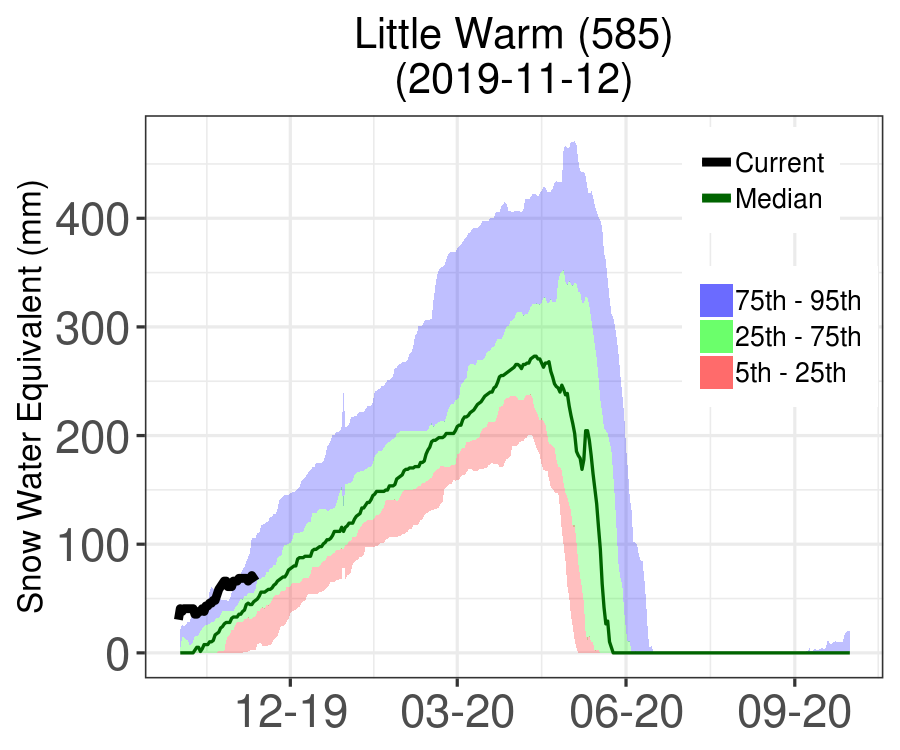 Little Warm (585)
(2019-11-12)
Snow Water Equivalent (mm)
400
300
200
100
0
12-19
03-20
06-20
09-20
Current
Median
75th - 95th
25th - 75th
5th - 25th